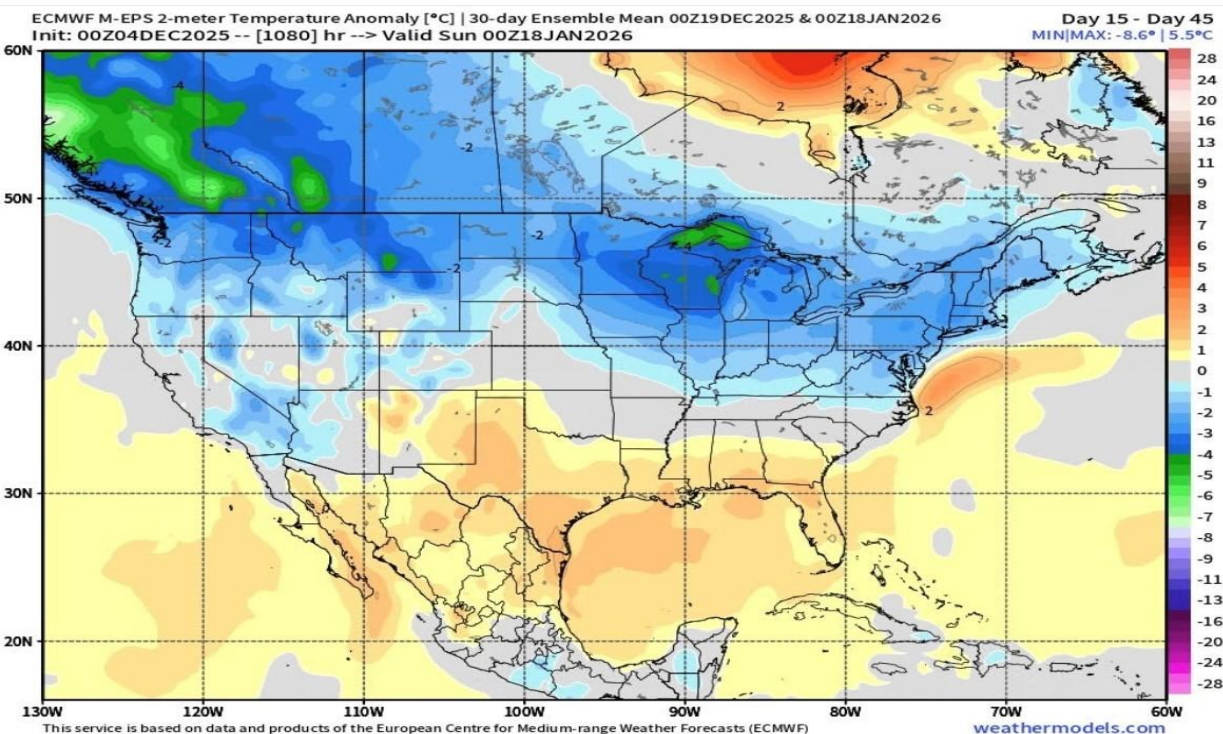 ECMWF M-EPS 2-meter Temperature Anomaly [°C] | 30-day Ensemble Mean 00Z19DEC2025 & 00Z18JAN2026
Day 15 - Day 45
Init: 00Z04DEC2025 -- [1080] hr --> Valid Sun 00Z18JAN2026
MIN|MAX: -8.6° | 5.5°C
60N
50N
40N
30N
20N
-4
-2
2
-2
-4
-2
-2
-2
-2
2
28
24
20
16
13
11
9
8
7
6
5
4
3
2
1
0
-1
-2
-3
-4
-5
-6
-7
-8
-9
-11
-13
-16
-20
-24
-28
130W
120W
110W
100W
90W
80W
70W
60W
This service is based on data and products of the European Centre for Medium-range Weather Forecasts (ECMWF)
weathermodels.com